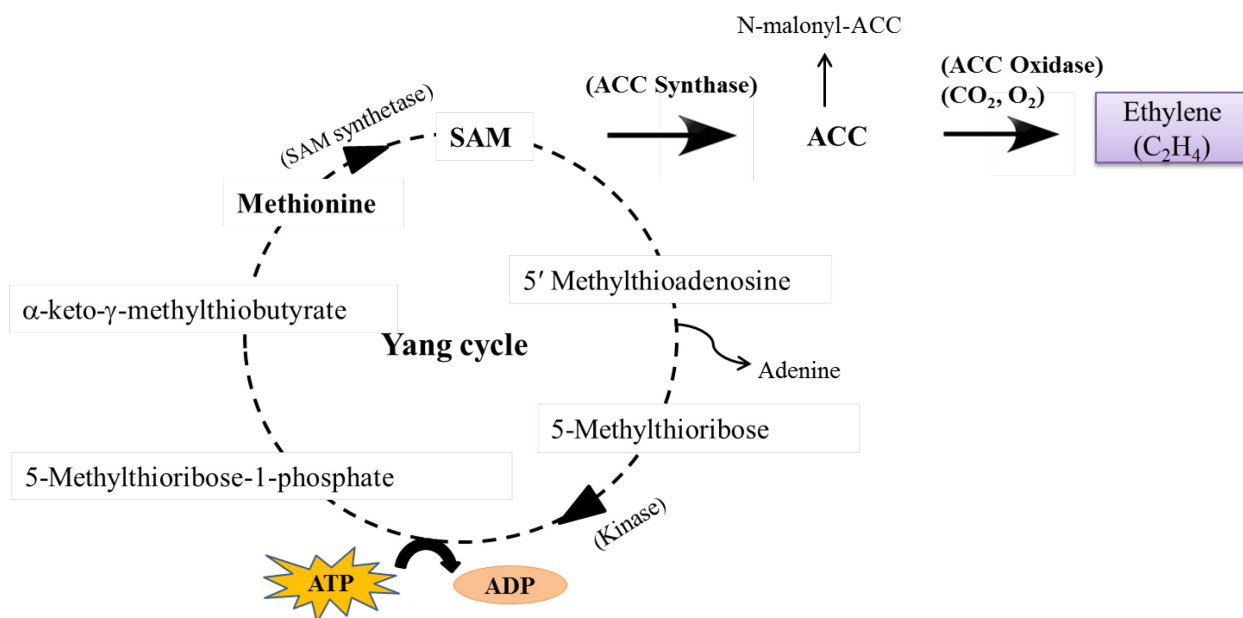 N-malonyl-ACC
(ACC Synthase)
(ACC Oxidase)
(CO₂, O₂)
Ethylene
(C₂H₄)
(SAM synthetase)
SAM
ACC
Methionine
5′ Methylthioadenosine
α-keto-γ-methylthiobutyrate
Yang cycle
Adenine
5-Methylthioribose
5-Methylthioribose-1-phosphate
(Kinase)
ATP
ADP